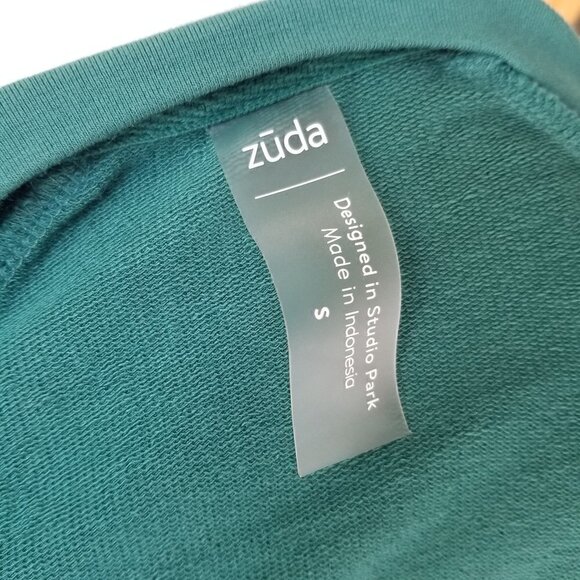 zūda
Designed in Studio Park
Made in Indonesia
S